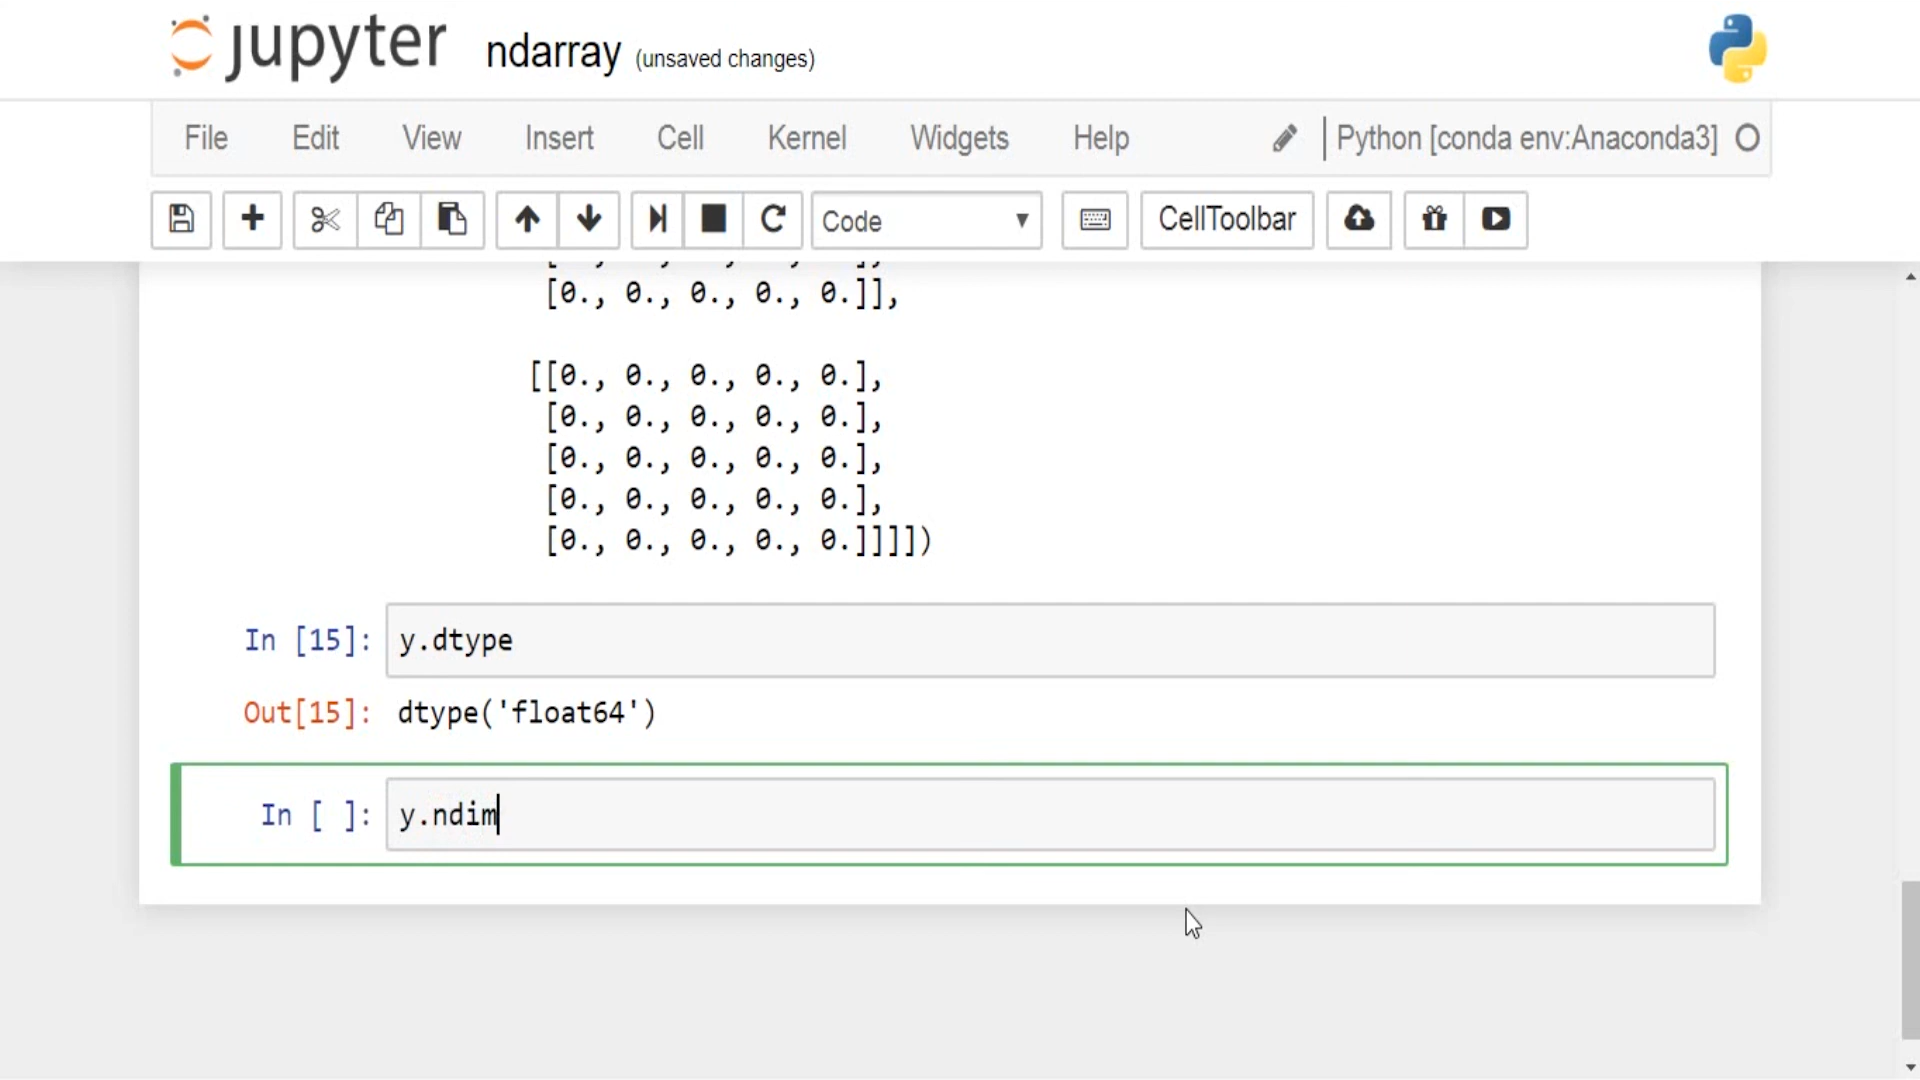 jupyter ndarray (unsaved changes)
File Edit View Insert Cell Kernel Widgets Help Python [conda env:Anaconda3]
Code CellToolbar
[0., 0., 0., 0., 0.]],
[[0., 0., 0., 0., 0.],
[0., 0., 0., 0., 0.],
[0., 0., 0., 0., 0.],
[0., 0., 0., 0., 0.],
[0., 0., 0., 0., 0.]]]])
In [15]: y.dtype
Out[15]: dtype('float64')
In [ ]: y.ndim